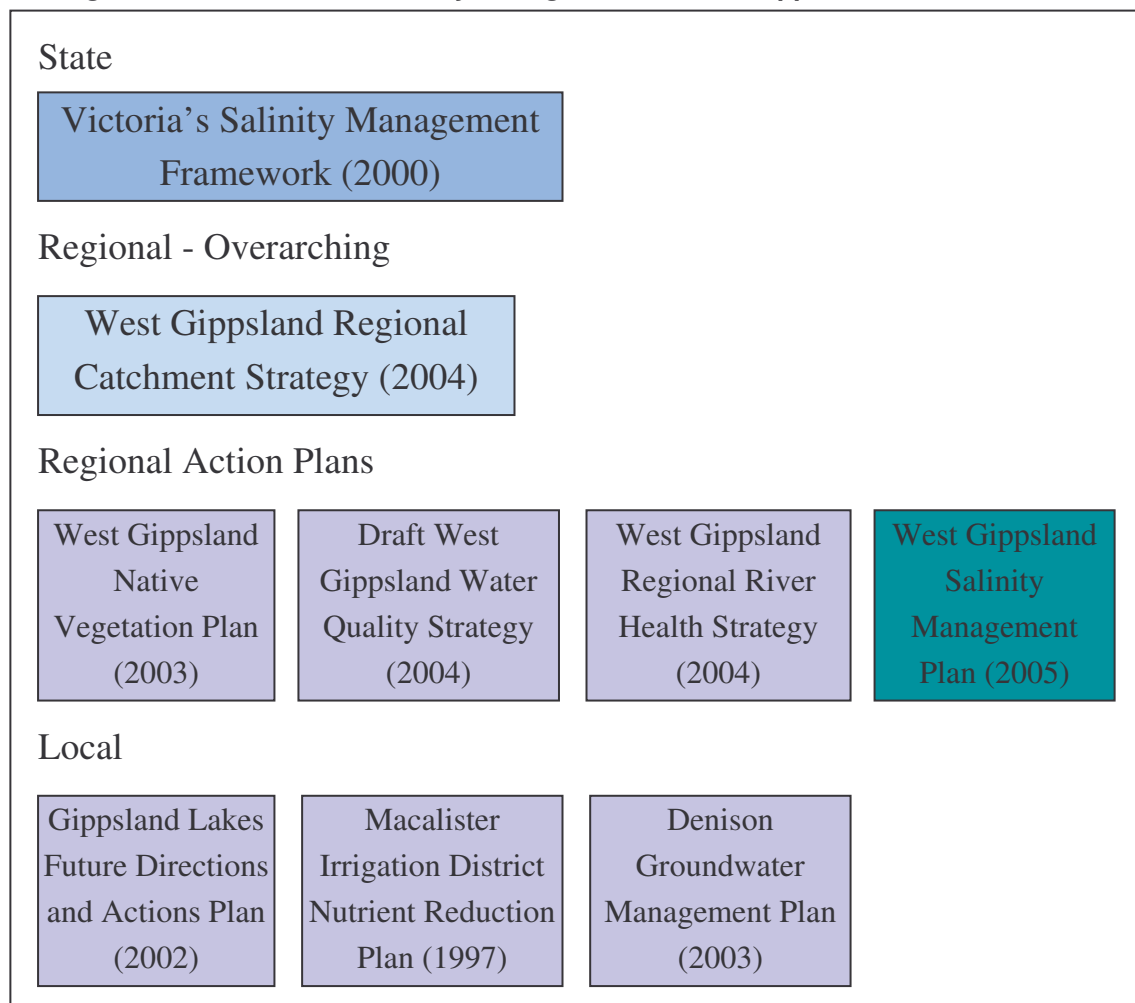 State
Victoria's Salinity Management
Framework (2000)
Regional - Overarching
West Gippsland Regional
Catchment Strategy (2004)
Regional Action Plans
West Gippsland
Native
Vegetation Plan
(2003)
Draft West
Gippsland Water
Quality Strategy
(2004)
West Gippsland
Regional River
Health Strategy
(2004)
West Gippsland
Salinity
Management
Plan (2005)
Local
Gippsland Lakes
Future Directions
and Actions Plan
(2002)
Macalister
Irrigation District
Nutrient Reduction
Plan (1997)
Denison
Groundwater
Management Plan
(2003)